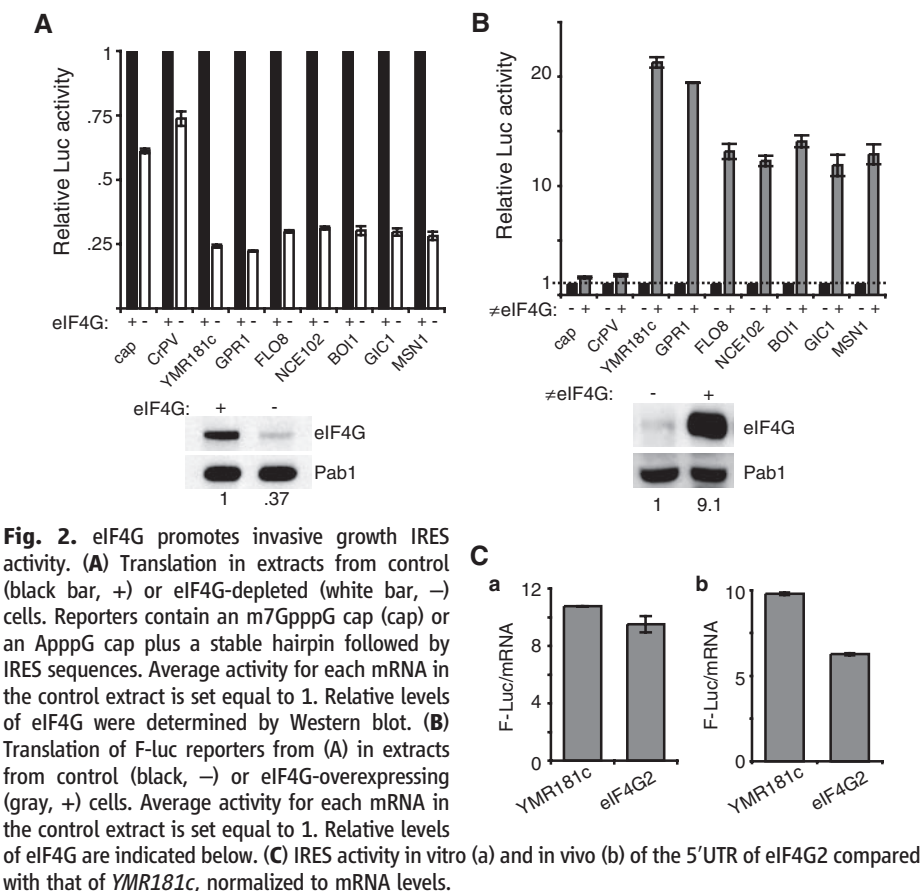 A
Relative Luc activity
1
.75
.5
.25
eIF4G: + - + - + - + - + - + - + - + - + -
cap CrPV YMR181c GPR1 FLO8 NCE102 BOI1 GIC1 MSN1
eIF4G: + -
eIF4G
Pab1
1 .37
B
Relative Luc activity
20
10
1
≠eIF4G: - + - + - + - + - + - + - + - + - +
cap CrPV YMR181c GPR1 FLO8 NCE102 BOI1 GIC1 MSN1
≠eIF4G: - +
eIF4G
Pab1
1 9.1
C
a
F-Luc/mRNA
12
8
4
0
YMR181c eIF4G2
b
F-Luc/mRNA
10
5
0
YMR181c eIF4G2
Fig. 2. eIF4G promotes invasive growth IRES
activity. (A) Translation in extracts from control
(black bar, +) or eIF4G-depleted (white bar, −)
cells. Reporters contain an m7GpppG cap (cap) or
an ApppG cap plus a stable hairpin followed by
IRES sequences. Average activity for each mRNA in
the control extract is set equal to 1. Relative levels
of eIF4G were determined by Western blot. (B)
Translation of F-luc reporters from (A) in extracts
from control (black, −) or eIF4G-overexpressing
(gray, +) cells. Average activity for each mRNA in
the control extract is set equal to 1. Relative levels
of eIF4G are indicated below. (C) IRES activity in vitro (a) and in vivo (b) of the 5′UTR of eIF4G2 compared
with that of YMR181c, normalized to mRNA levels.